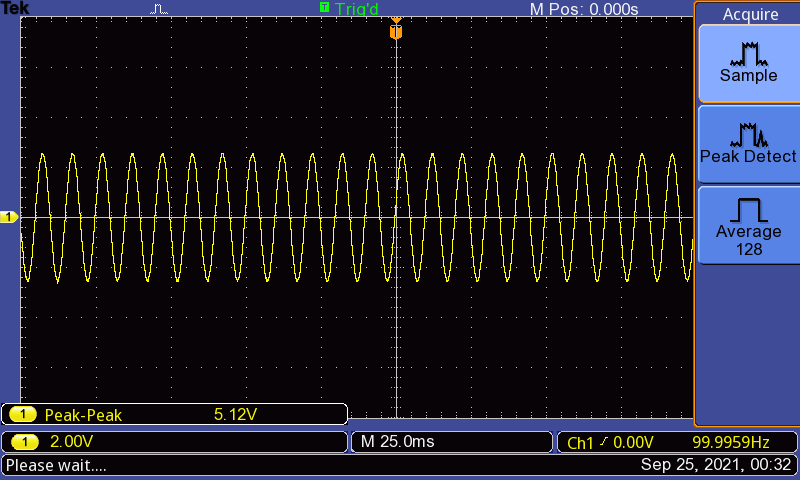 Tek T Trig'd M Pos: 0.000s
T
Acquire
Sample
Peak Detect
Average
128
1
1 Peak-Peak 5.12V
1 2.00V M 25.0ms Ch1 0.00V 99.9959Hz
Please wait.... Sep 25, 2021, 00:32